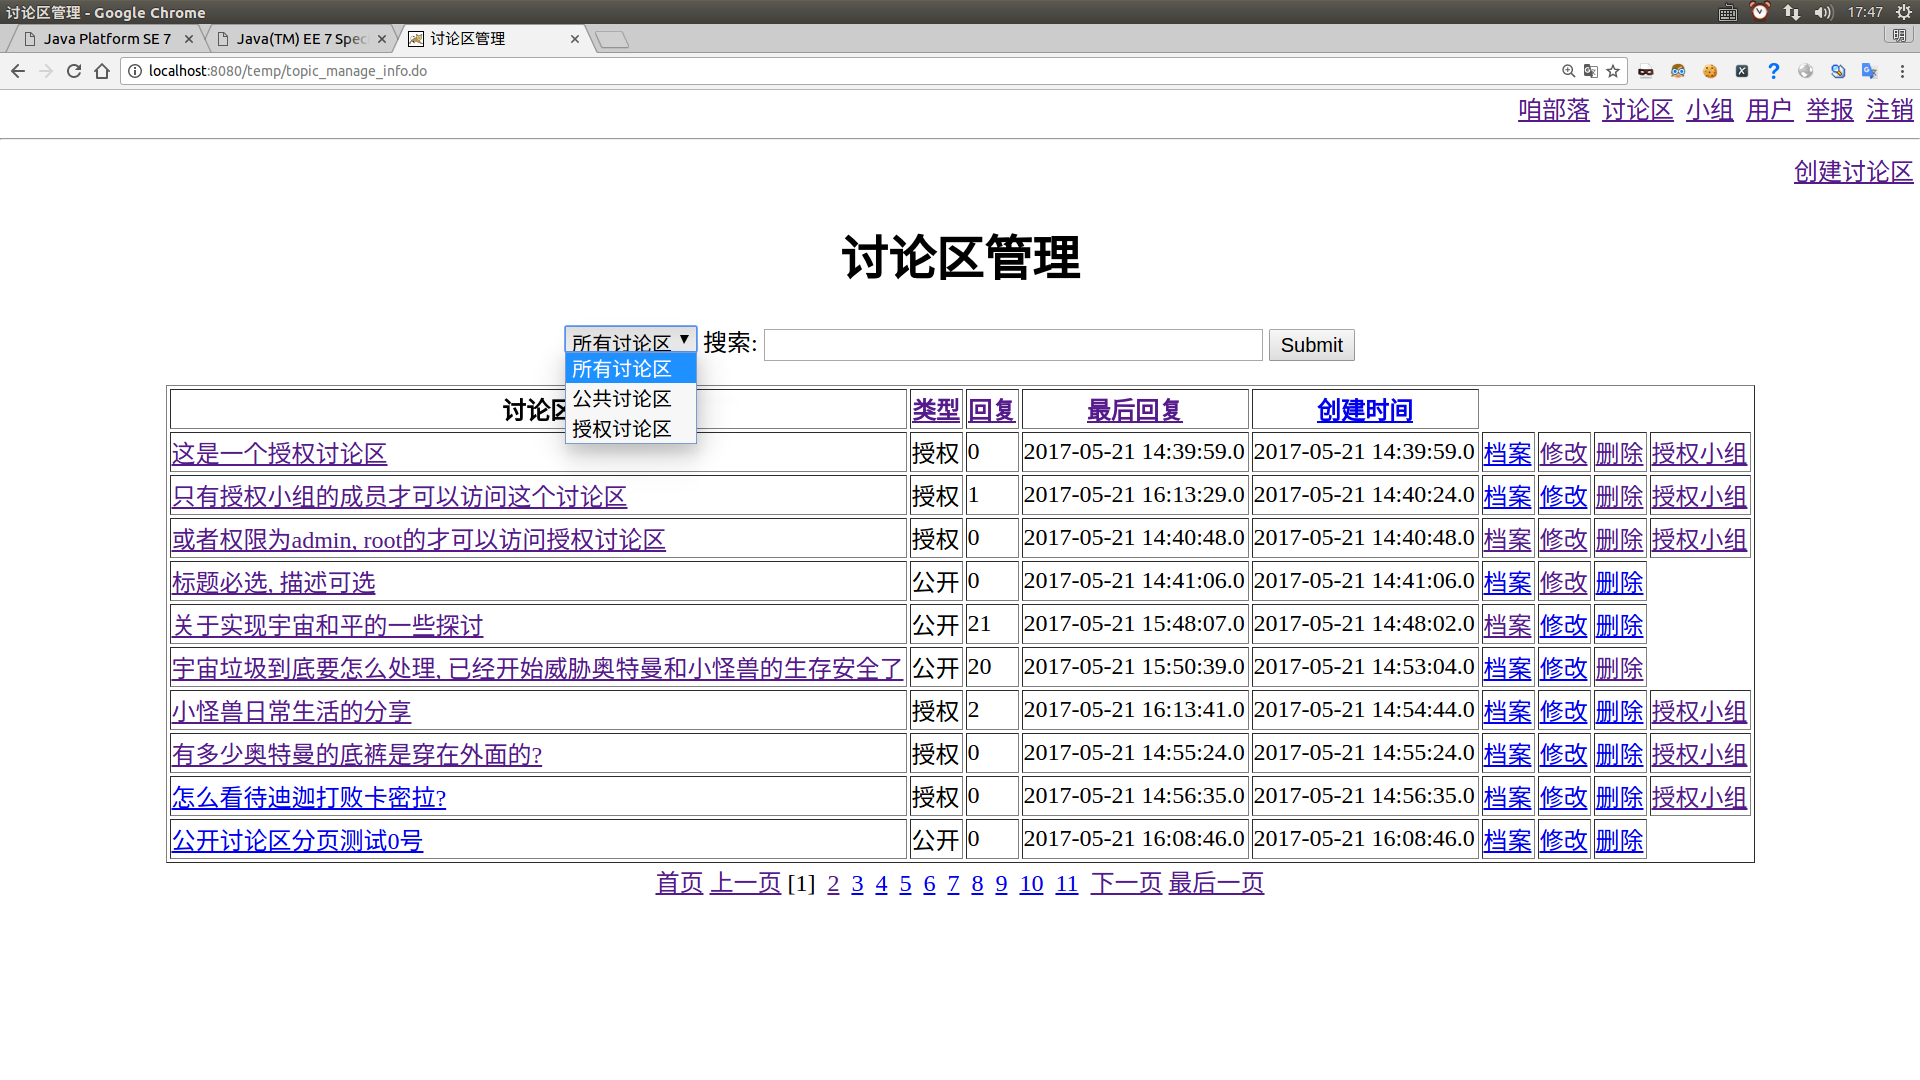 讨论区管理 - Google Chrome 17:47
Java Platform SE 7 Java(TM) EE 7 Spec 讨论区管理
localhost:8080/temp/topic_manage_info.do
咱部落 讨论区 小组 用户 举报 注销
创建讨论区
讨论区管理
所有讨论区 搜索: Submit
所有讨论区
公共讨论区
授权讨论区
讨论区 类型 回复 最后回复 创建时间
这是一个授权讨论区 授权 0 2017-05-21 14:39:59.0 2017-05-21 14:39:59.0 档案 修改 删除 授权小组
只有授权小组的成员才可以访问这个讨论区 授权 1 2017-05-21 16:13:29.0 2017-05-21 14:40:24.0 档案 修改 删除 授权小组
或者权限为admin, root的才可以访问授权讨论区 授权 0 2017-05-21 14:40:48.0 2017-05-21 14:40:48.0 档案 修改 删除 授权小组
标题必选, 描述可选 公开 0 2017-05-21 14:41:06.0 2017-05-21 14:41:06.0 档案 修改 删除
关于实现宇宙和平的一些探讨 公开 21 2017-05-21 15:48:07.0 2017-05-21 14:48:02.0 档案 修改 删除
宇宙垃圾到底要怎么处理, 已经开始威胁奥特曼和小怪兽的生存安全了 公开 20 2017-05-21 15:50:39.0 2017-05-21 14:53:04.0 档案 修改 删除
小怪兽日常生活的分享 授权 2 2017-05-21 16:13:41.0 2017-05-21 14:54:44.0 档案 修改 删除 授权小组
有多少奥特曼的底裤是穿在外面的? 授权 0 2017-05-21 14:55:24.0 2017-05-21 14:55:24.0 档案 修改 删除 授权小组
怎么看待迪迦打败卡密拉? 授权 0 2017-05-21 14:56:35.0 2017-05-21 14:56:35.0 档案 修改 删除 授权小组
公开讨论区分页测试0号 公开 0 2017-05-21 16:08:46.0 2017-05-21 16:08:46.0 档案 修改 删除
首页 上一页 [1] 2 3 4 5 6 7 8 9 10 11 下一页 最后一页